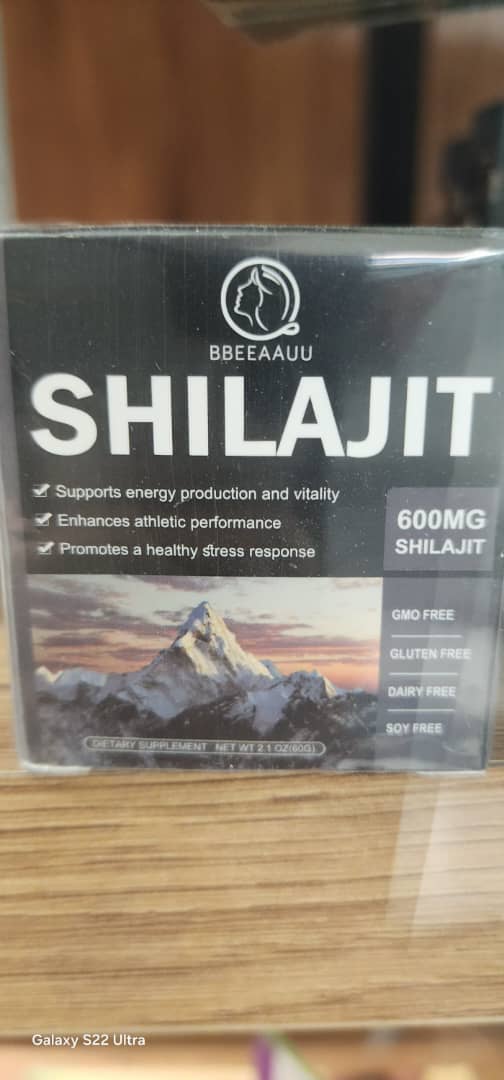 BBEEAAUU
SHILAJIT
Supports energy production and vitality
Enhances athletic performance
Promotes a healthy stress response
600MG
SHILAJIT
GMO FREE
GLUTEN FREE
DAIRY FREE
SOY FREE
DIETARY SUPPLEMENT NET WT 2.1 OZ(60G)
Galaxy S22 Ultra